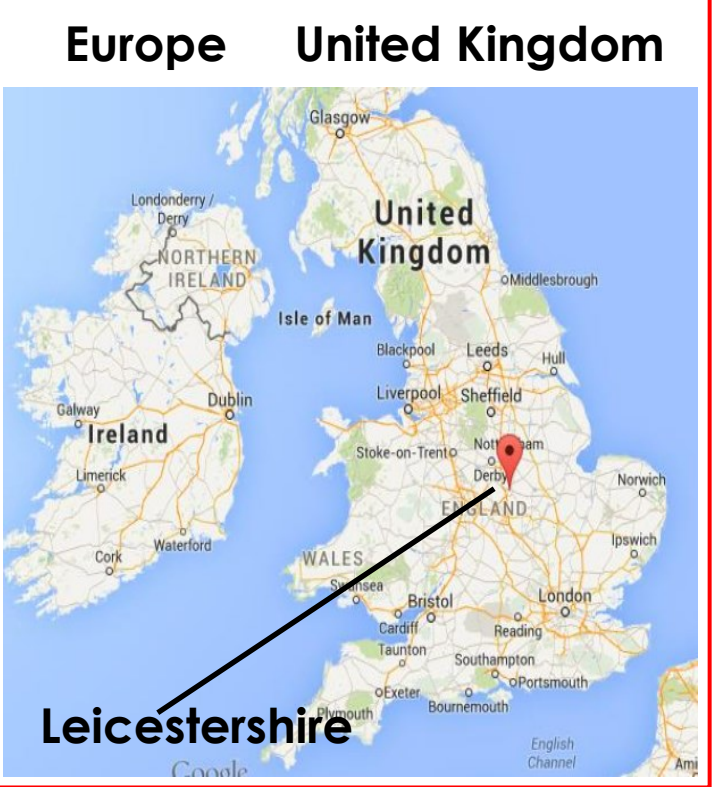 Europe United Kingdom
Glasgow
Londonderry /
Derry
United
Kingdom
NORTHERN
IRELAND
Middlesbrough
Isle of Man
Blackpool
Leeds
Hull
Liverpool
Sheffield
Dublin
Galway
Ireland
Stoke-on-Trent
Derby
Limerick
Norwich
ENGLAND
Waterford
Ipswich
Cork
WALES
Swansea
Bristol
London
Cardiff
Reading
Taunton
Southampton
Portsmouth
Exeter
Bournemouth
Plymouth
Leicestershire
English
Channel
Google